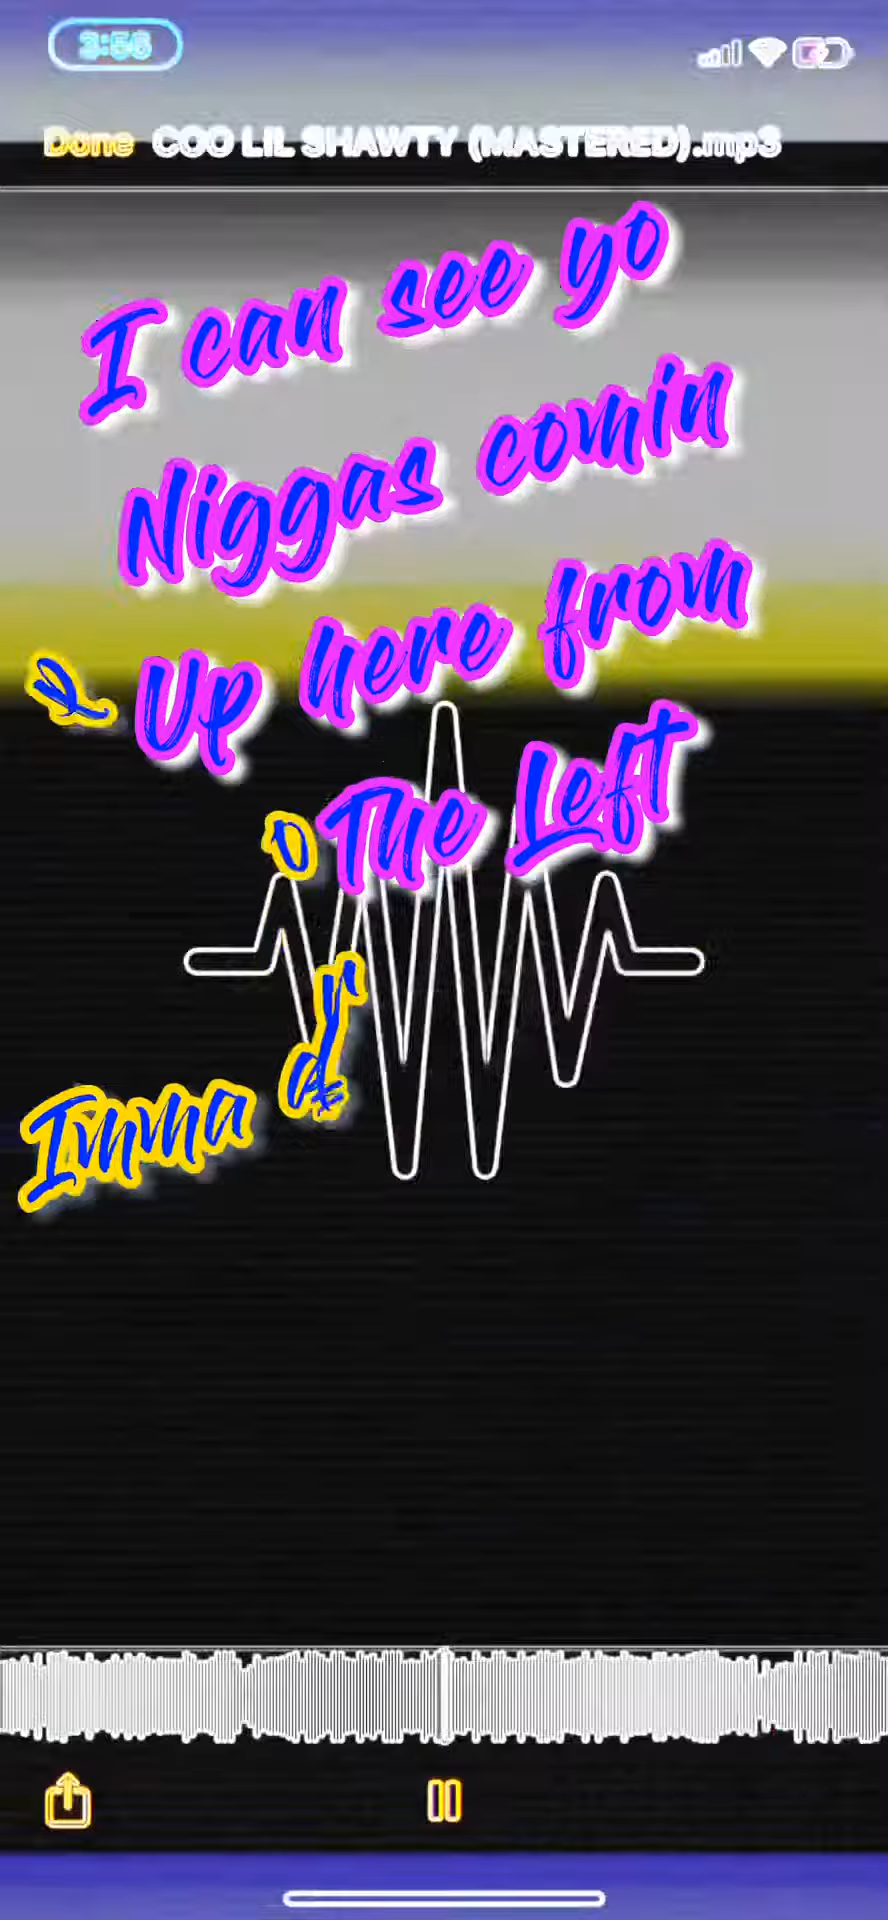 3:56
Done COO LIL SHAWTY (MASTERED).mp3
I can see yo
Niggas comin
Up here from
The Left
Imma